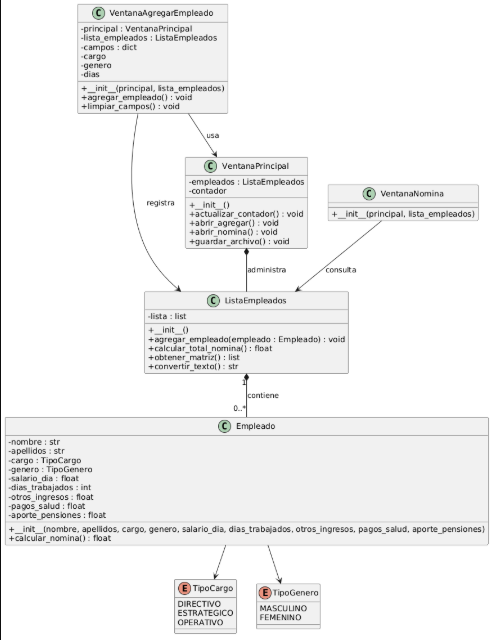 C VentanaAgregarEmpleado
-principal : VentanaPrincipal
-lista_empleados : ListaEmpleados
-campos : dict
-cargo
-genero
-dias
+__init__(principal, lista_empleados)
+agregar_empleado() : void
+limpiar_campos() : void
usa
C VentanaPrincipal
-empleados : ListaEmpleados
-contador
+__init__()
+actualizar_contador() : void
+abrir_agregar() : void
+abrir_nomina() : void
+guardar_archivo() : void
C VentanaNomina
+__init__(principal, lista_empleados)
registra
administra
consulta
C ListaEmpleados
-lista : list
+__init__()
+agregar_empleado(empleado : Empleado) : void
+calcular_total_nomina() : float
+obtener_matriz() : list
+convertir_texto() : str
1
contiene
0..*
C Empleado
-nombre : str
-apellidos : str
-cargo : TipoCargo
-genero : TipoGenero
-salario_dia : float
-dias_trabajados : int
-otros_ingresos : float
-pagos_salud : float
-aporte_pensiones : float
+__init__(nombre, apellidos, cargo, genero, salario_dia, dias_trabajados, otros_ingresos, pagos_salud, aporte_pensiones)
+calcular_nomina() : float
E TipoCargo
DIRECTIVO
ESTRATEGICO
OPERATIVO
E TipoGenero
MASCULINO
FEMENINO